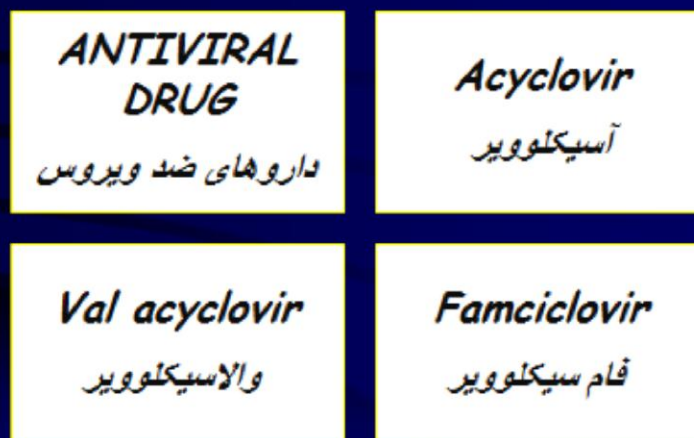 ANTIVIRAL
DRUG
داروهای ضد ویروس
Acyclovir
آسیکلوویر
Val acyclovir
والاسیکلوویر
Famciclovir
فام سیکلوویر